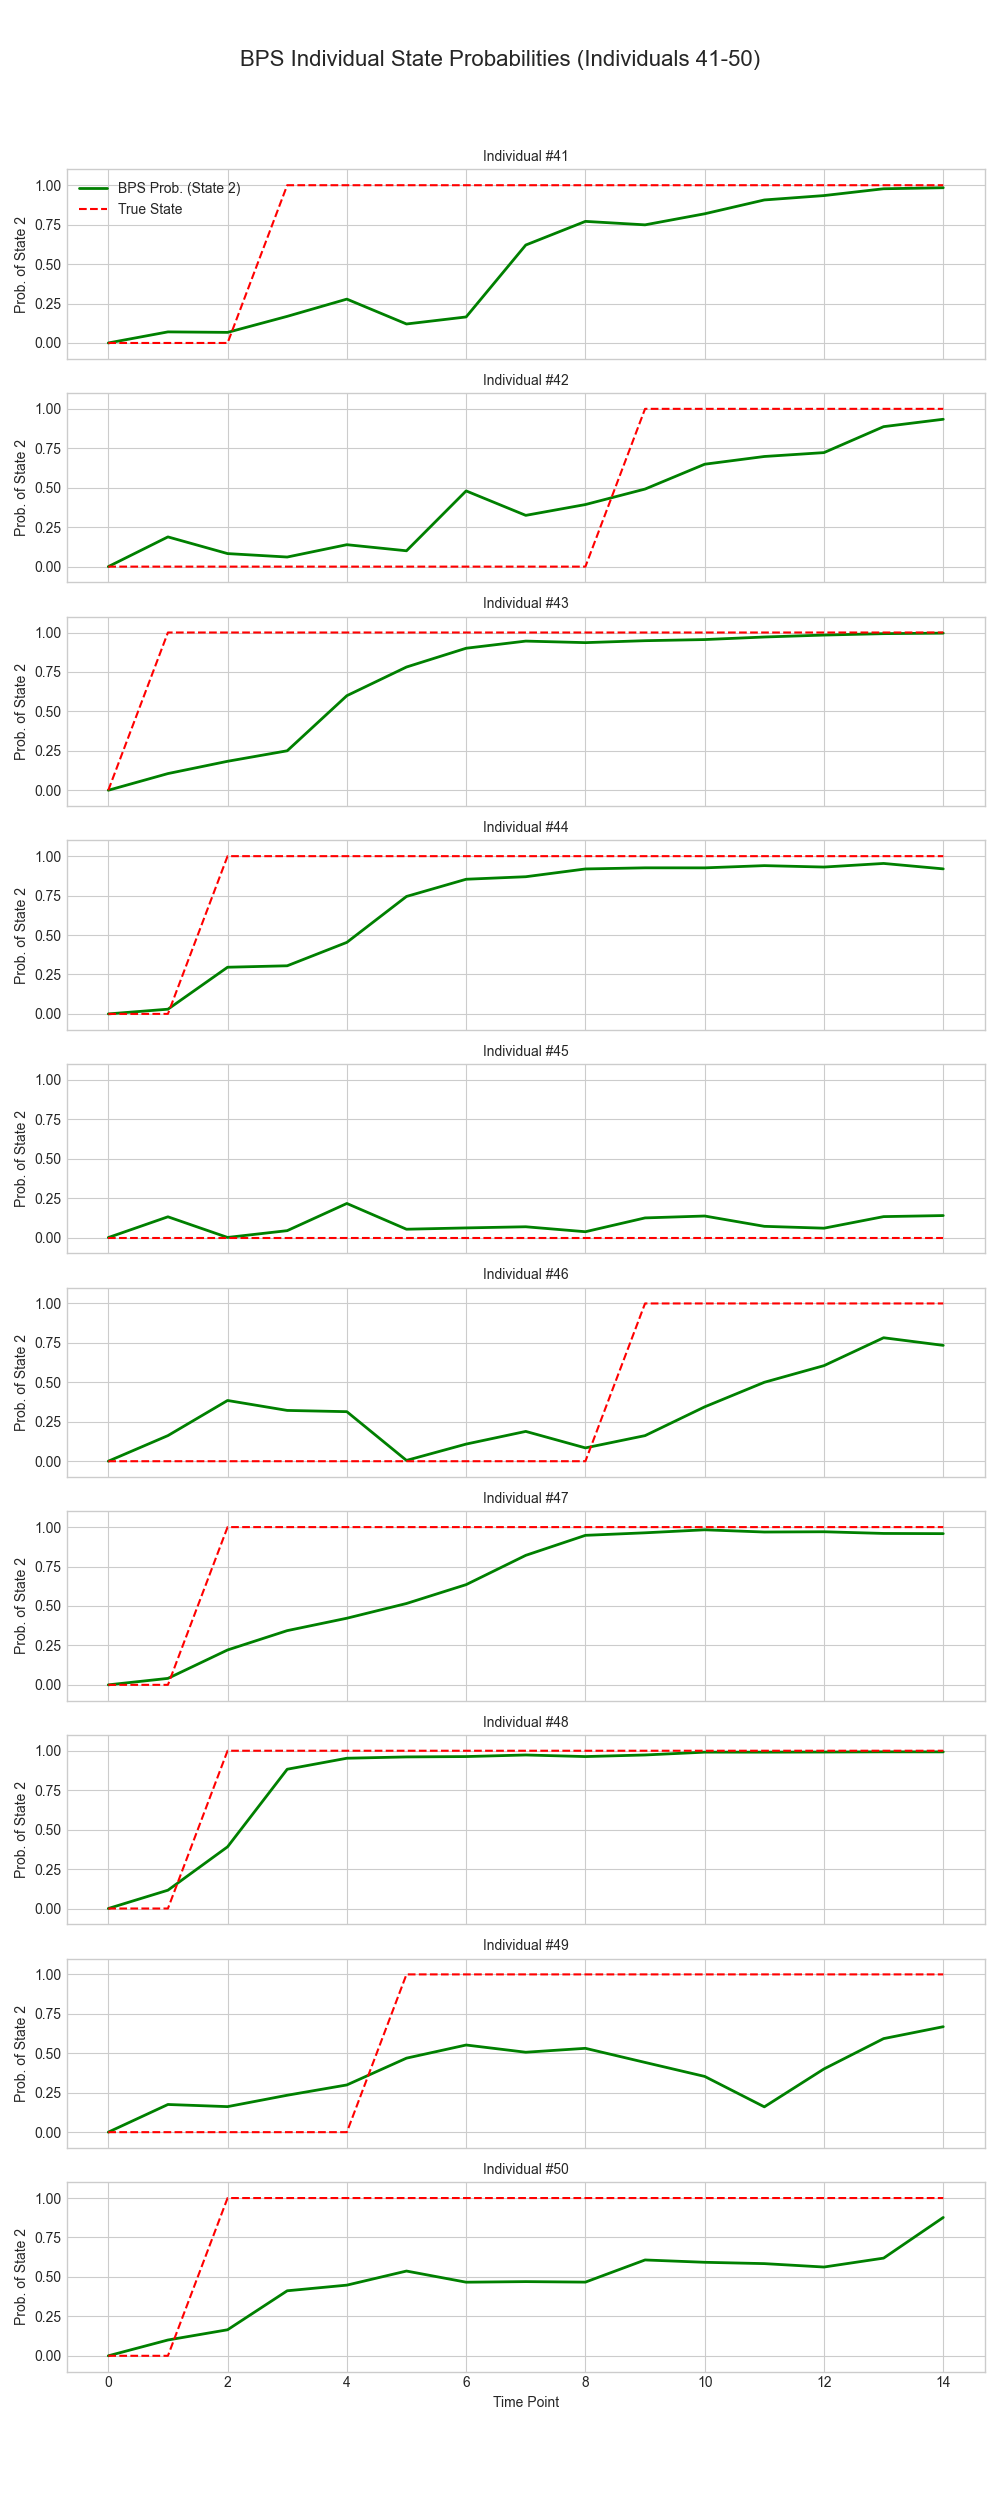 BPS Individual State Probabilities (Individuals 41-50)
Individual #41
Prob. of State 2
1.00
0.75
0.50
0.25
0.00
BPS Prob. (State 2)
True State
Individual #42
Prob. of State 2
1.00
0.75
0.50
0.25
0.00
Individual #43
Prob. of State 2
1.00
0.75
0.50
0.25
0.00
Individual #44
Prob. of State 2
1.00
0.75
0.50
0.25
0.00
Individual #45
Prob. of State 2
1.00
0.75
0.50
0.25
0.00
Individual #46
Prob. of State 2
1.00
0.75
0.50
0.25
0.00
Individual #47
Prob. of State 2
1.00
0.75
0.50
0.25
0.00
Individual #48
Prob. of State 2
1.00
0.75
0.50
0.25
0.00
Individual #49
Prob. of State 2
1.00
0.75
0.50
0.25
0.00
Individual #50
Prob. of State 2
1.00
0.75
0.50
0.25
0.00
0 2 4 6 8 10 12 14
Time Point